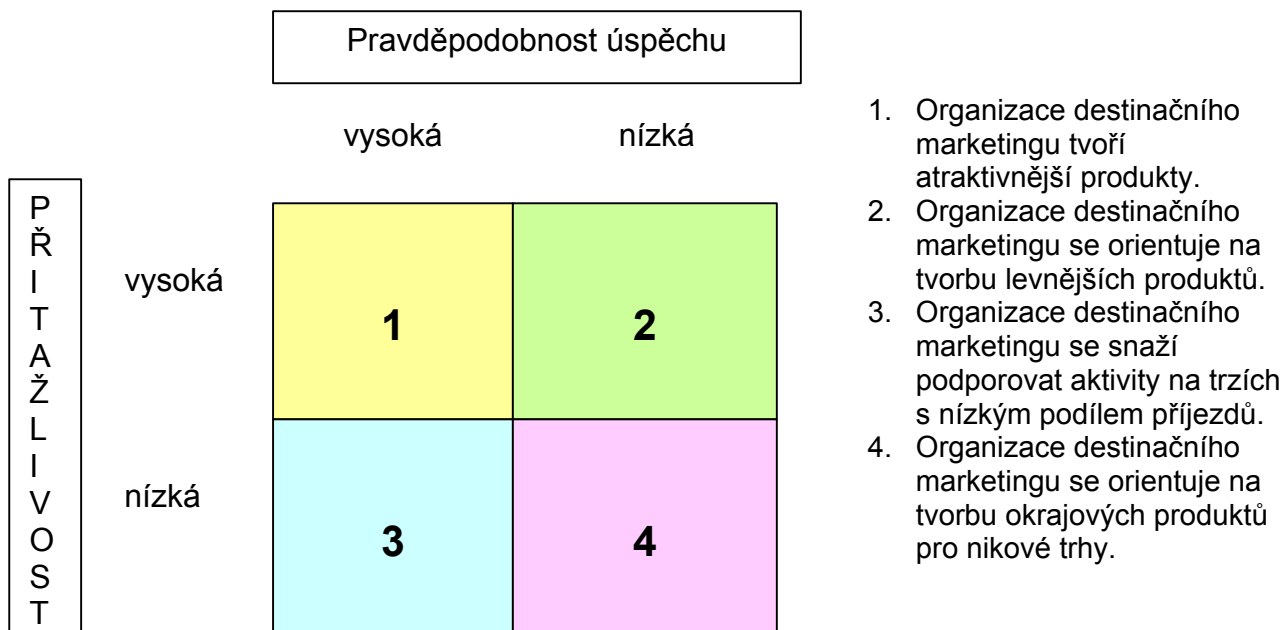 Pravděpodobnost úspěchu
vysoká nízká
P
Ř
I
T
A
Ž
L
I
V
O
S
T
vysoká
1 2
nízká
3 4
1. Organizace destinačního
marketingu tvoří
atraktivnější produkty.
2. Organizace destinačního
marketingu se orientuje na
tvorbu levnějších produktů.
3. Organizace destinačního
marketingu se snaží
podporovat aktivity na trzích
s nízkým podílem příjezdů.
4. Organizace destinačního
marketingu se orientuje na
tvorbu okrajových produktů
pro nikové trhy.